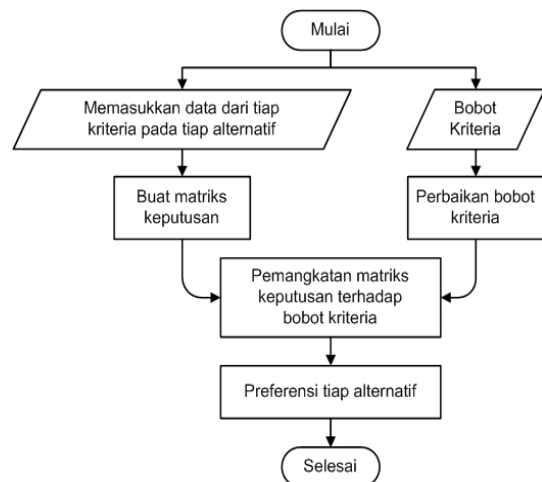 Mulai
Memasukkan data dari tiap
kriteria pada tiap alternatif
Bobot
Kriteria
Buat matriks
keputusan
Perbaikan bobot
kriteria
Pemangkatan matriks
keputusan terhadap
bobot kriteria
Preferensi tiap alternatif
Selesai